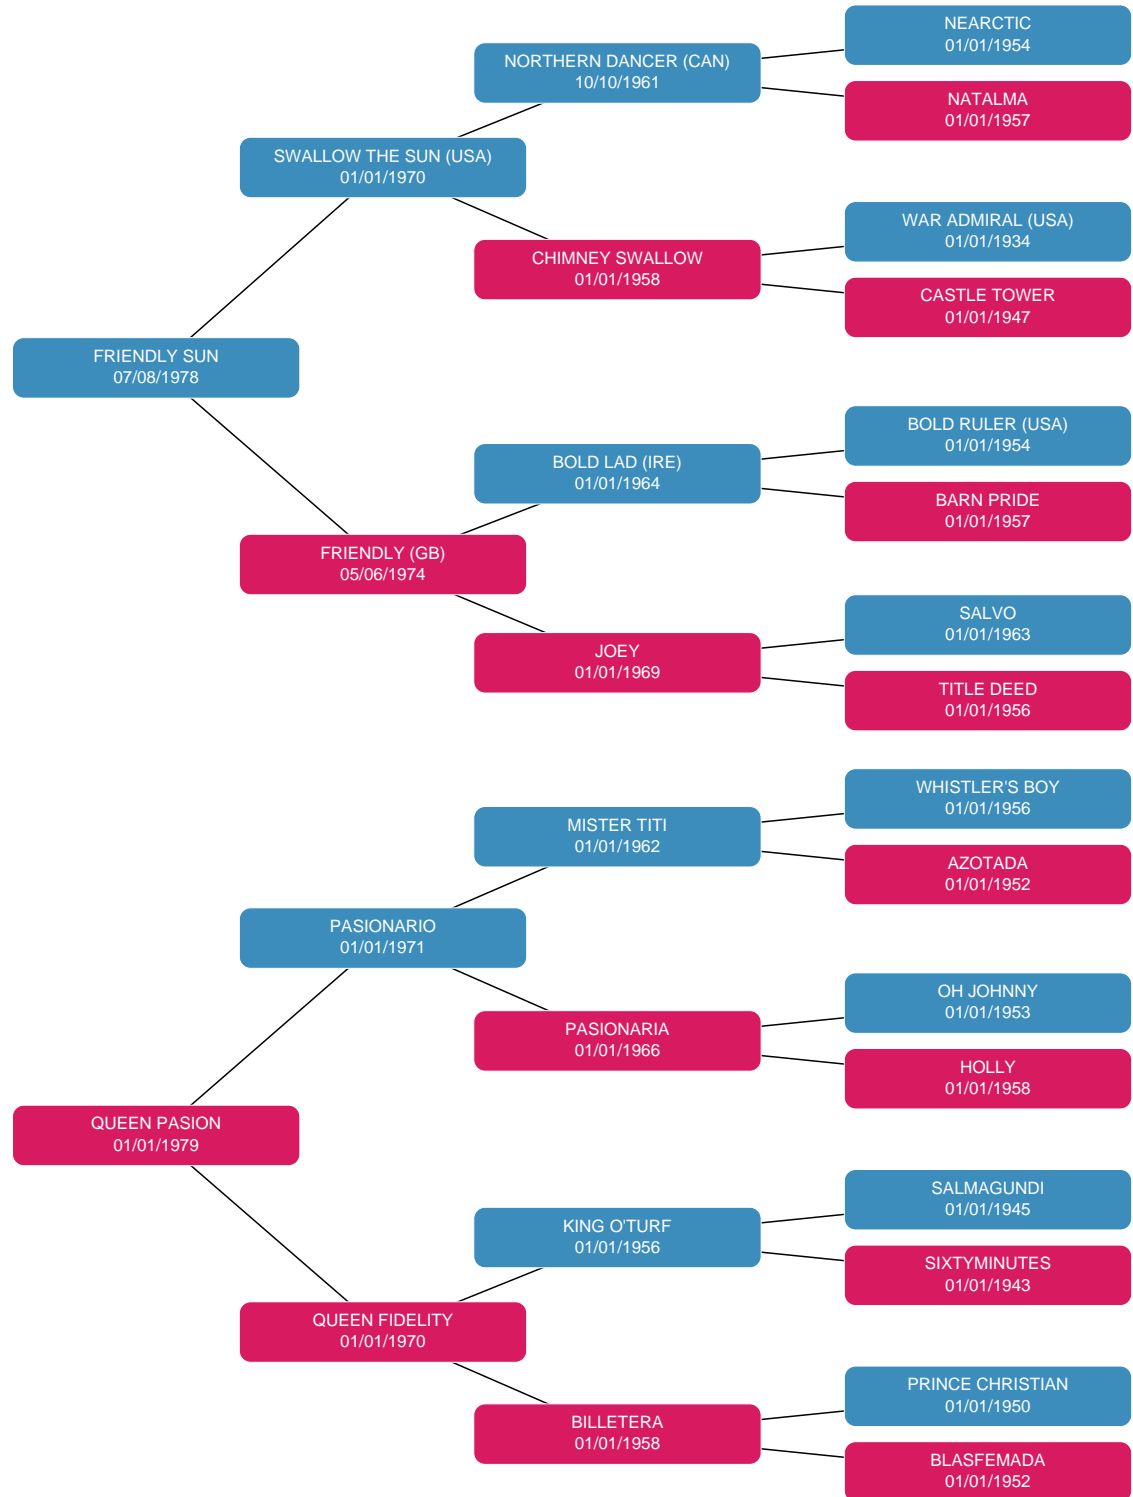 NEARCTIC
01/01/1954
NORTHERN DANCER (CAN)
10/10/1961
NATALMA
01/01/1957
SWALLOW THE SUN (USA)
01/01/1970
WAR ADMIRAL (USA)
01/01/1934
CHIMNEY SWALLOW
01/01/1958
CASTLE TOWER
01/01/1947
FRIENDLY SUN
07/08/1978
BOLD RULER (USA)
01/01/1954
BOLD LAD (IRE)
01/01/1964
BARN PRIDE
01/01/1957
FRIENDLY (GB)
05/06/1974
SALVO
01/01/1963
JOEY
01/01/1969
TITLE DEED
01/01/1956
WHISTLER'S BOY
01/01/1956
MISTER TITI
01/01/1962
AZOTADA
01/01/1952
PASIONARIO
01/01/1971
OH JOHNNY
01/01/1953
PASIONARIA
01/01/1966
HOLLY
01/01/1958
QUEEN PASION
01/01/1979
SALMAGUNDI
01/01/1945
KING O'TURF
01/01/1956
SIXTYMINUTES
01/01/1943
QUEEN FIDELITY
01/01/1970
PRINCE CHRISTIAN
01/01/1950
BILLETERA
01/01/1958
BLASFEMADA
01/01/1952